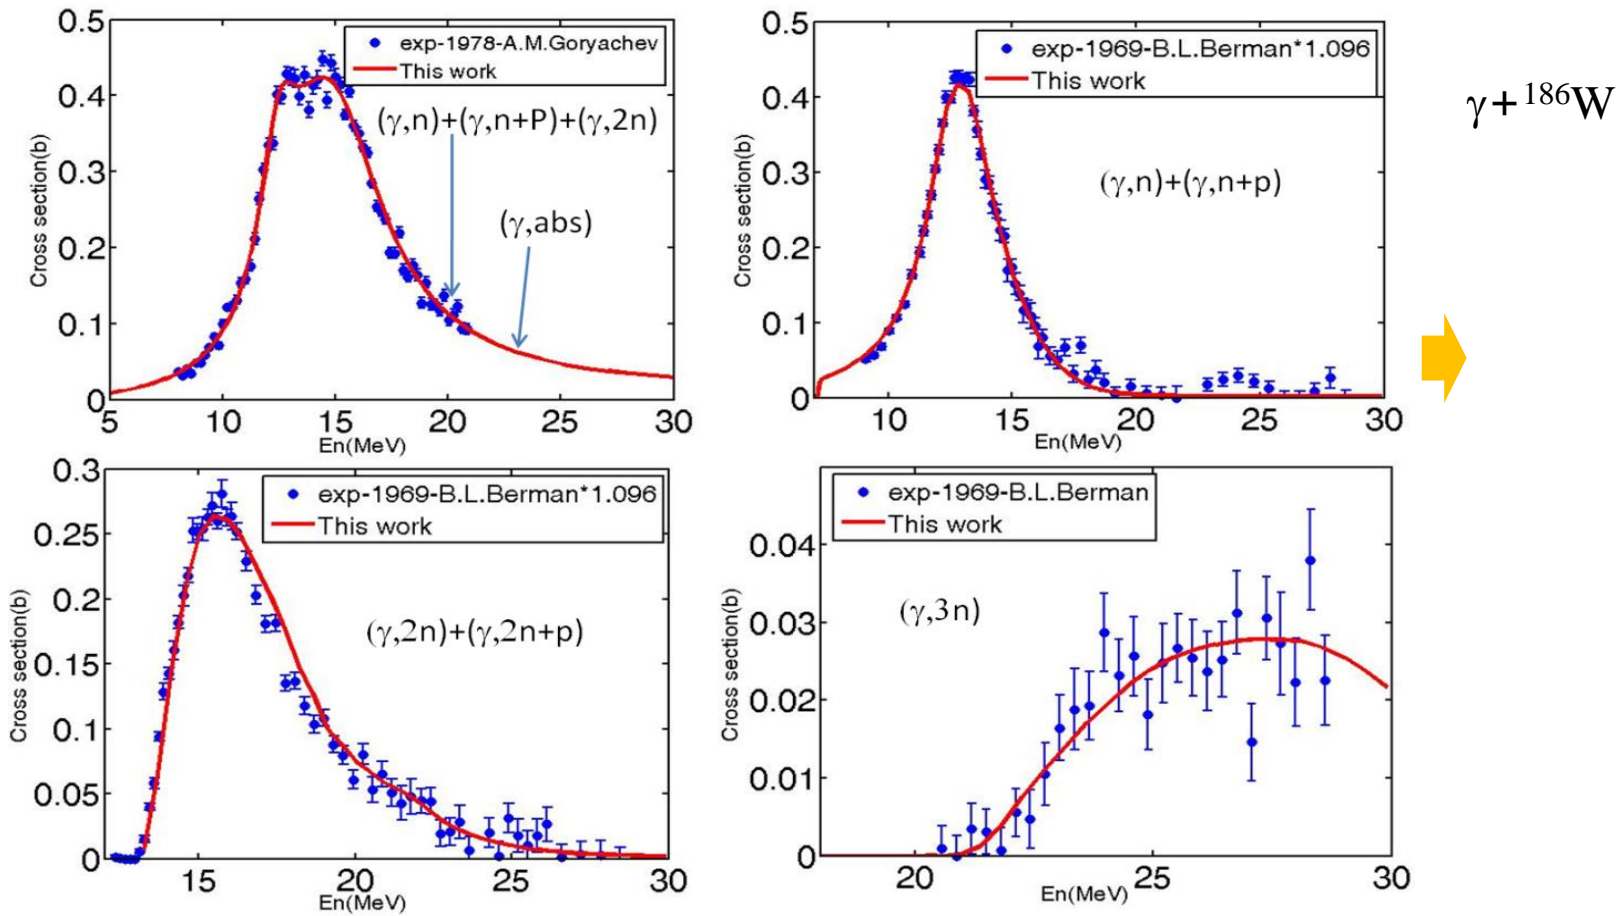 0.5
0.4
0.3
0.2
0.1
0
5
10
15
20
25
30
Cross section(b)
En(MeV)
exp-1978-A.M.Goryachev
This work
(γ,n)+(γ,n+P)+(γ,2n)
(γ,abs)
0.5
0.4
0.3
0.2
0.1
0
10
15
20
25
30
Cross section(b)
En(MeV)
exp-1969-B.L.Berman*1.096
This work
(γ,n)+(γ,n+p)
γ+¹⁸⁶W
0.3
0.25
0.2
0.15
0.1
0.05
0
15
20
25
30
Cross section(b)
En(MeV)
exp-1969-B.L.Berman*1.096
This work
(γ,2n)+(γ,2n+p)
0.04
0.03
0.02
0.01
0
20
25
30
Cross section(b)
En(MeV)
exp-1969-B.L.Berman
This work
(γ,3n)